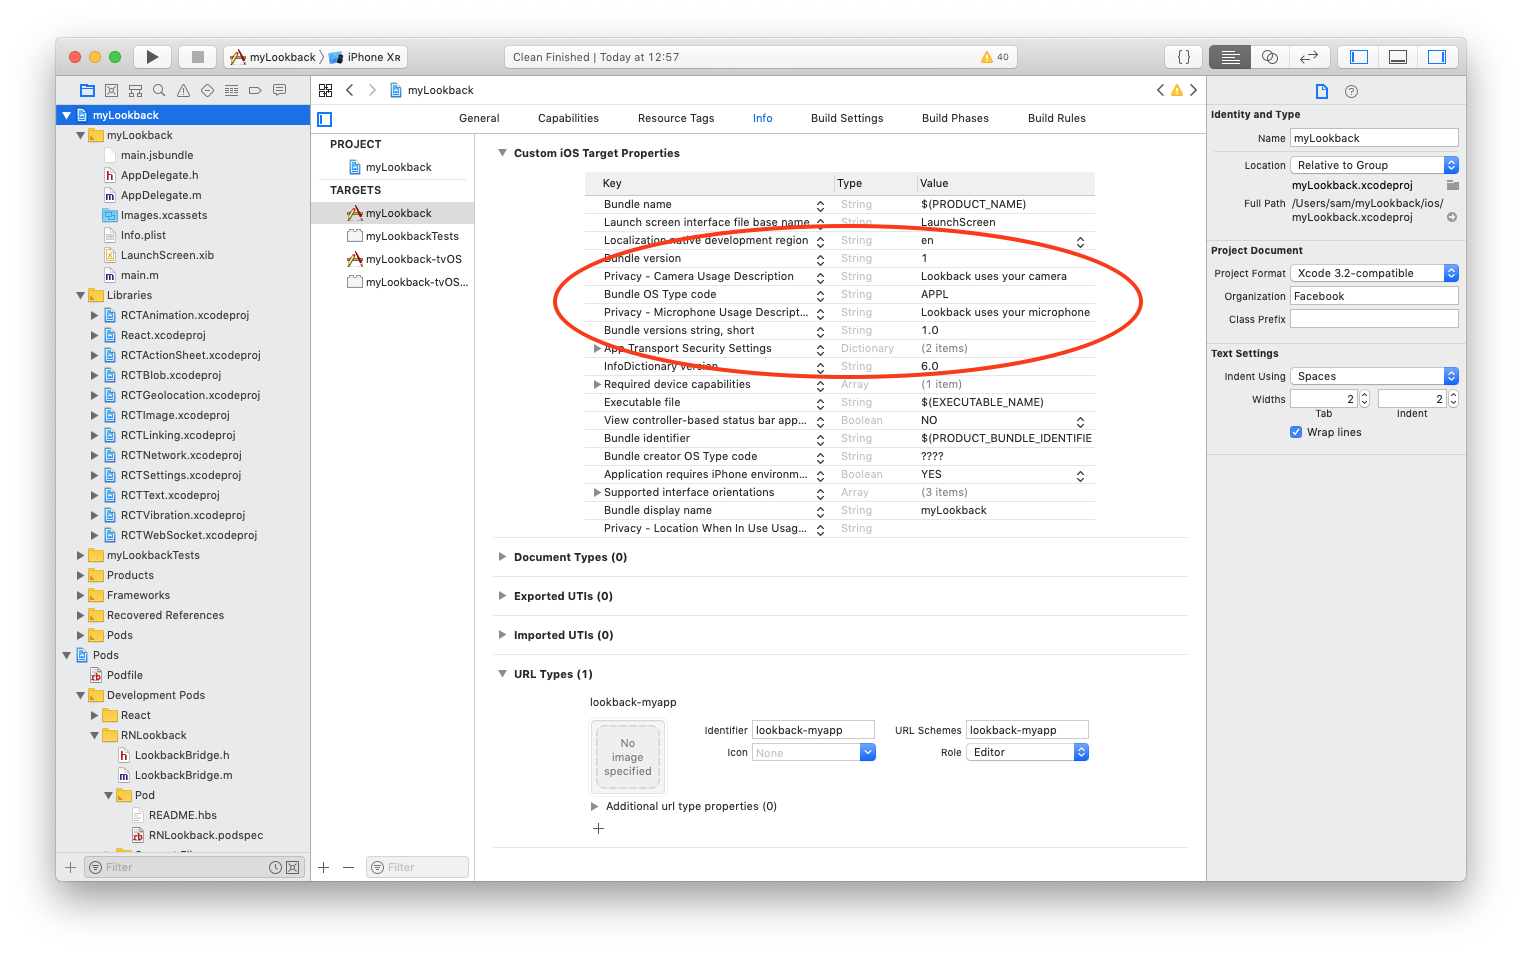 myLookback
iPhone XR
Clean Finished | Today at 12:57
40
{ }
myLookback
General
Capabilities
Resource Tags
Info
Build Settings
Build Phases
Build Rules
myLookback
myLookback
main.jsbundle
AppDelegate.h
AppDelegate.m
Images.xcassets
Info.plist
LaunchScreen.xib
main.m
Libraries
RCTAnimation.xcodeproj
React.xcodeproj
RCTActionSheet.xcodeproj
RCTBlob.xcodeproj
RCTGeolocation.xcodeproj
RCTImage.xcodeproj
RCTLinking.xcodeproj
RCTNetwork.xcodeproj
RCTSettings.xcodeproj
RCTText.xcodeproj
RCTVibration.xcodeproj
RCTWebSocket.xcodeproj
myLookbackTests
Products
Frameworks
Recovered References
Pods
Pods
Podfile
Development Pods
React
RNLookback
LookbackBridge.h
LookbackBridge.m
Pod
README.hbs
RNLookback.podspec
Filter
PROJECT
myLookback
TARGETS
myLookback
myLookbackTests
myLookback-tvOS
myLookback-tvOS...
Filter
Custom iOS Target Properties
Key Type Value
Bundle name String $(PRODUCT_NAME)
Launch screen interface file base name String LaunchScreen
Localization native development region String en
Bundle version String 1
Privacy - Camera Usage Description String Lookback uses your camera
Bundle OS Type code String APPL
Privacy - Microphone Usage Descript... String Lookback uses your microphone
Bundle versions string, short String 1.0
App Transport Security Settings Dictionary (2 items)
InfoDictionary version String 6.0
Required device capabilities Array (1 item)
Executable file String $(EXECUTABLE_NAME)
View controller-based status bar app... Boolean NO
Bundle identifier String $(PRODUCT_BUNDLE_IDENTIFIE
Bundle creator OS Type code String ????
Application requires iPhone environm... Boolean YES
Supported interface orientations Array (3 items)
Bundle display name String myLookback
Privacy - Location When In Use Usag... String
Document Types (0)
Exported UTIs (0)
Imported UTIs (0)
URL Types (1)
lookback-myapp
No
image
specified
Identifier lookback-myapp
URL Schemes lookback-myapp
Icon None
Role Editor
Additional url type properties (0)
Identity and Type
Name myLookback
Location Relative to Group
myLookback.xcodeproj
Full Path /Users/sam/myLookback/ios/
myLookback.xcodeproj
Project Document
Project Format Xcode 3.2-compatible
Organization Facebook
Class Prefix
Text Settings
Indent Using Spaces
Widths 2 2
Tab Indent
Wrap lines